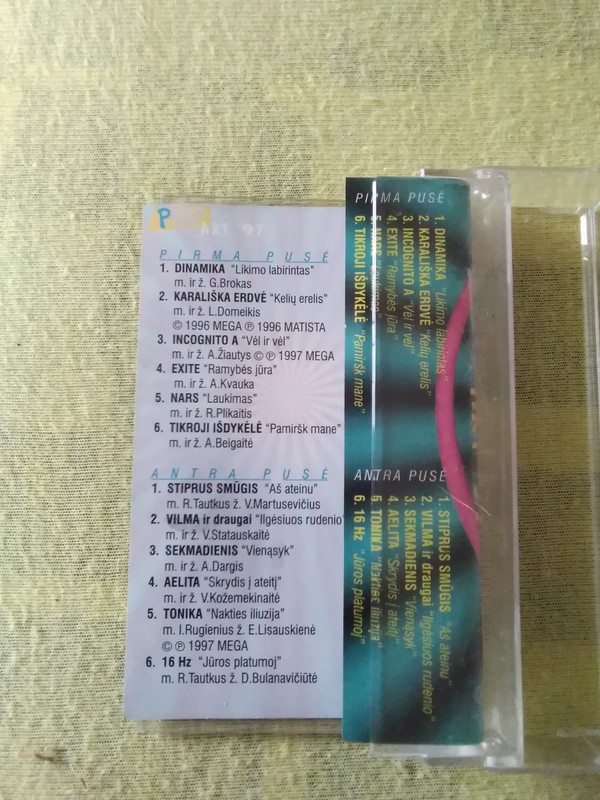 P
ART '97
PIRMA PUSĖ
1. DINAMIKA “Likimo labirintas”
m. ir ž. G.Brokas
2. KARALIŠKA ERDVĖ “Kelių erelis”
m. ir ž. L.Domeikis
© 1996 MEGA ℗ 1996 MATISTA
3. INCOGNITO A “Vėl ir vėl”
m. ir ž. A.Žiautys © ℗ 1997 MEGA
4. EXITE “Ramybės jūra”
m. ir ž. A.Kvauka
5. NARS “Laukimas”
m. ir ž. R.Plikaitis
6. TIKROJI IŠDYKĖLĖ “Pamiršk mane”
m. ir ž. A.Beigaitė
ANTRA PUSĖ
1. STIPRUS SMŪGIS “Aš ateinu”
m. R.Tautkus ž. V.Martusevičius
2. VILMA ir draugai “Ilgėsiuos rudenio
m. ir ž. V.Statauskaitė
3. SEKMADIENIS “Vienąsyk”
m. ir ž. A.Dargis
4. AELITA “Skrydis į ateitį”
m. ir ž. V.Kožemekinaitė
5. TONIKA “Nakties iliuzija”
m. I.Rugienius ž. E.Lisauskienė
© ℗ 1997 MEGA
6. 16 Hz “Jūros platumoj”
m. R.Tautkus ž. D.Bulanavičiūtė
PIRMA PUSĖ
1. DINAMIKA “Likimo labirintas”
2. KARALIŠKA ERDVĖ “Kelių erelis”
3. INCOGNITO A “Vėl ir vėl”
4. EXITE “Ramybės jūra”
5. NARS “Laukimas”
6. TIKROJI IŠDYKĖLĖ “Pamiršk mane”
ANTRA PUSĖ
1. STIPRUS SMŪGIS “Aš ateinu”
2. VILMA ir draugai “Ilgėsiuos rudenio
3. SEKMADIENIS “Vienąsyk”
4. AELITA “Skrydis į ateitį”
5. TONIKA “Nakties iliuzija”
6. 16 Hz “Jūros platumoj”